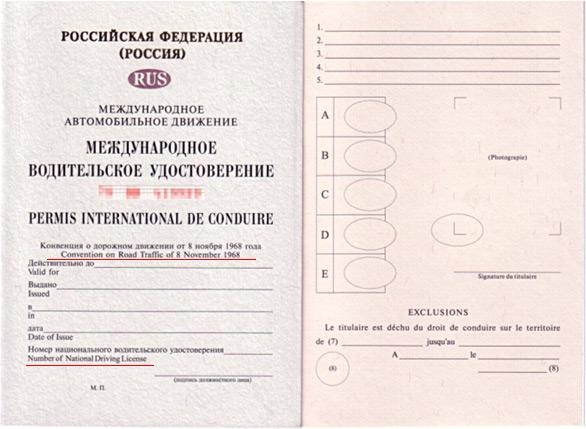 РОССИЙСКАЯ ФЕДЕРАЦИЯ
(РОССИЯ)
RUS
МЕЖДУНАРОДНОЕ
АВТОМОБИЛЬНОЕ ДВИЖЕНИЕ
МЕЖДУНАРОДНОЕ
ВОДИТЕЛЬСКОЕ УДОСТОВЕРЕНИЕ
PERMIS INTERNATIONAL DE CONDUIRE
Конвенция о дорожном движении от 8 ноября 1968 года
Convention on Road Traffic of 8 November 1968
Действительно до
Valid for
Выдано
Issued
в
in
дата
Date of Issue
Номер национального водительского удостоверения
Number of National Driving License
(подпись должностного лица)
М. П.
1.
2.
3.
4.
5.
A
B
C
D
E
(Photograpie)
Signature du titulaire
EXCLUSIONS
Le titulaire est déchu du droit de conduire sur le territoire
de (7) jusqu'au
A le
(8) (8)